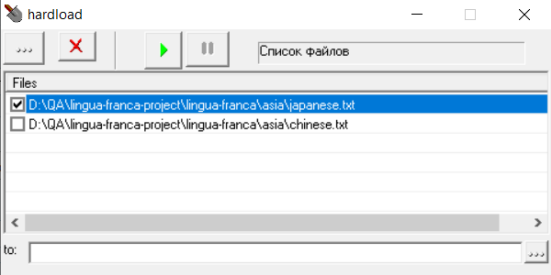 hardload
...
Список файлов
Files
D:\QA\lingua-franca-project\lingua-franca\asia\japanese.txt
D:\QA\lingua-franca-project\lingua-franca\asia\chinese.txt
to:
...